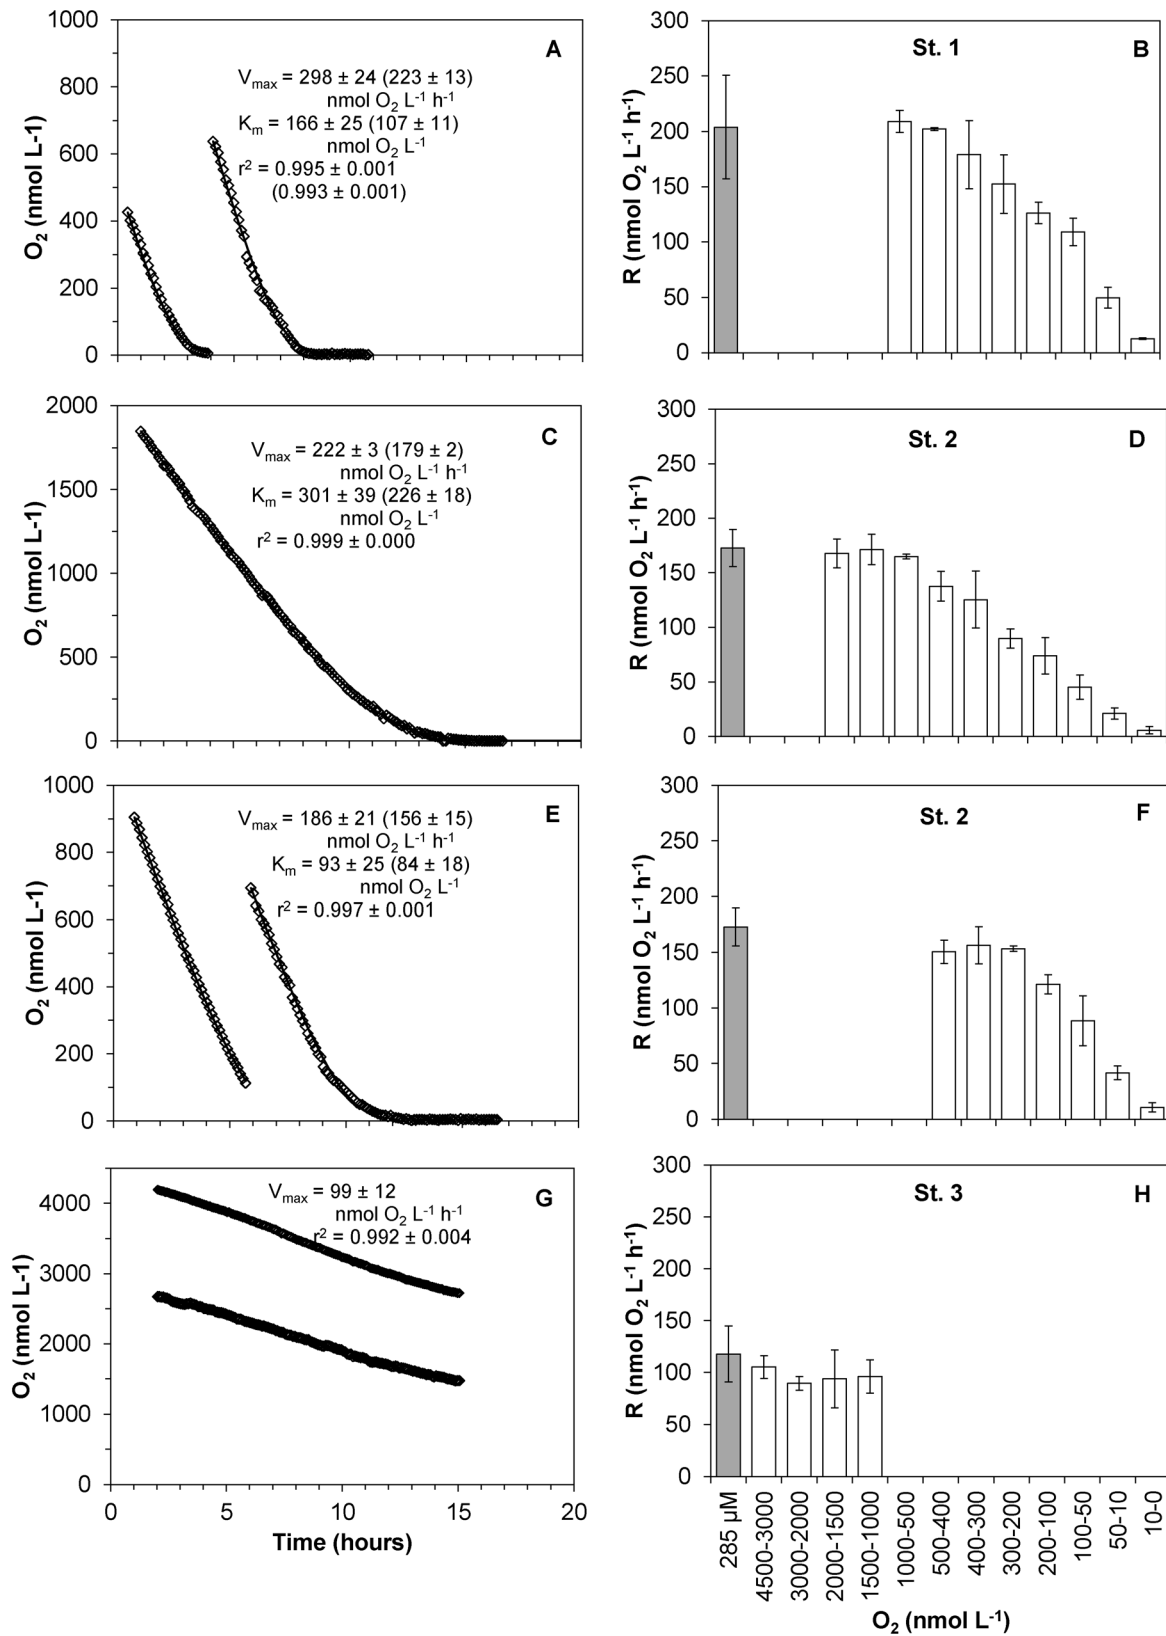 1000
800
600
400
200
0
O2 (nmol L-1)
A
Vmax = 298 ± 24 (223 ± 13)
nmol O2 L-1 h-1
Km = 166 ± 25 (107 ± 11)
nmol O2 L-1
r2 = 0.995 ± 0.001
(0.993 ± 0.001)
300
250
200
150
100
50
0
R (nmol O2 L-1 h-1)
St. 1
B
2000
1500
1000
500
0
O2 (nmol L-1)
C
Vmax = 222 ± 3 (179 ± 2)
nmol O2 L-1 h-1
Km = 301 ± 39 (226 ± 18)
nmol O2 L-1
r2 = 0.999 ± 0.000
300
250
200
150
100
50
0
R (nmol O2 L-1 h-1)
St. 2
D
1000
800
600
400
200
0
O2 (nmol L-1)
E
Vmax = 186 ± 21 (156 ± 15)
nmol O2 L-1 h-1
Km = 93 ± 25 (84 ± 18)
nmol O2 L-1
r2 = 0.997 ± 0.001
300
250
200
150
100
50
0
R (nmol O2 L-1 h-1)
St. 2
F
4000
3000
2000
1000
0
O2 (nmol L-1)
G
Vmax = 99 ± 12
nmol O2 L-1 h-1
r2 = 0.992 ± 0.004
0 5 10 15 20
Time (hours)
300
250
200
150
100
50
0
R (nmol O2 L-1 h-1)
St. 3
H
285 µM
4500-3000
3000-2000
2000-1500
1500-1000
1000-500
500-400
400-300
300-200
200-100
100-50
50-10
10-0
O2 (nmol L-1)